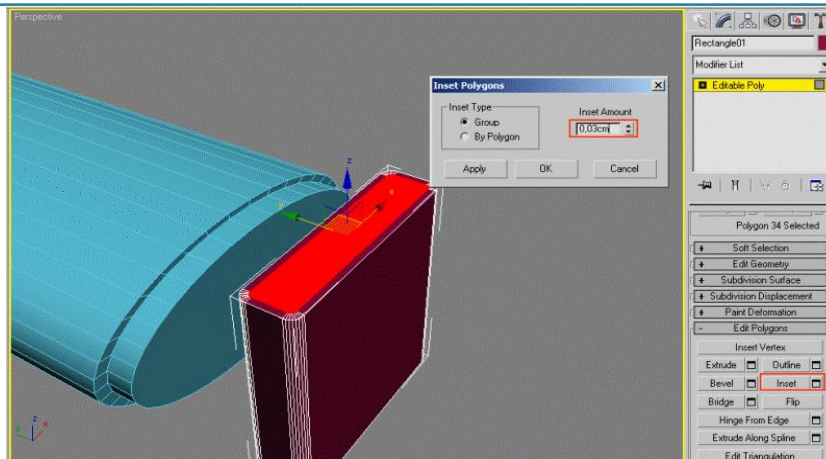 Perspective
Rectangle01
Modifier List
Editable Poly
Inset Polygons
Inset Type
Group
By Polygon
Inset Amount
0,03cm
Apply
OK
Cancel
z
x
y
Polygon 34 Selected
+ Soft Selection
+ Edit Geometry
+ Subdivision Surface
+ Subdivision Displacement
+ Paint Deformation
- Edit Polygons
Insert Vertex
Extrude
Outline
Bevel
Inset
Bridge
Flip
Hinge From Edge
Extrude Along Spline
Edit Triangulation
z
y
x